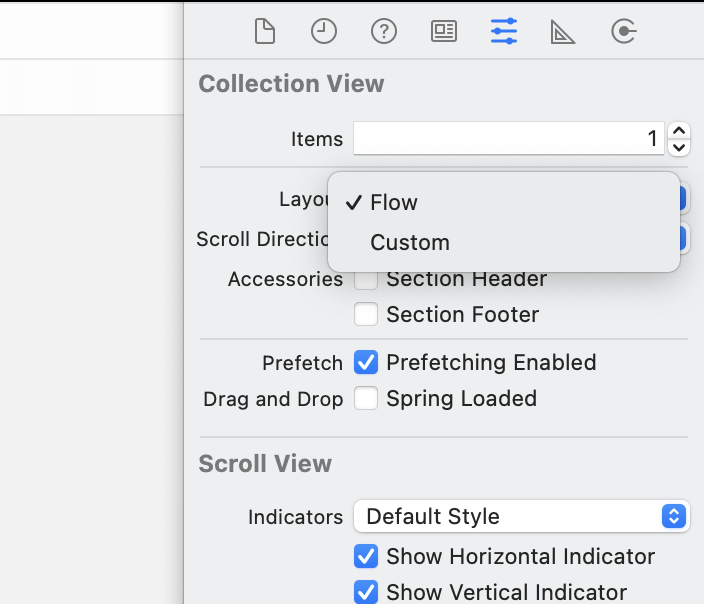 Collection View
Items 1
Layou
✓ Flow
Custom
Scroll Directio
Accessories Section Header
Section Footer
Prefetch Prefetching Enabled
Drag and Drop Spring Loaded
Scroll View
Indicators Default Style
Show Horizontal Indicator
Show Vertical Indicator